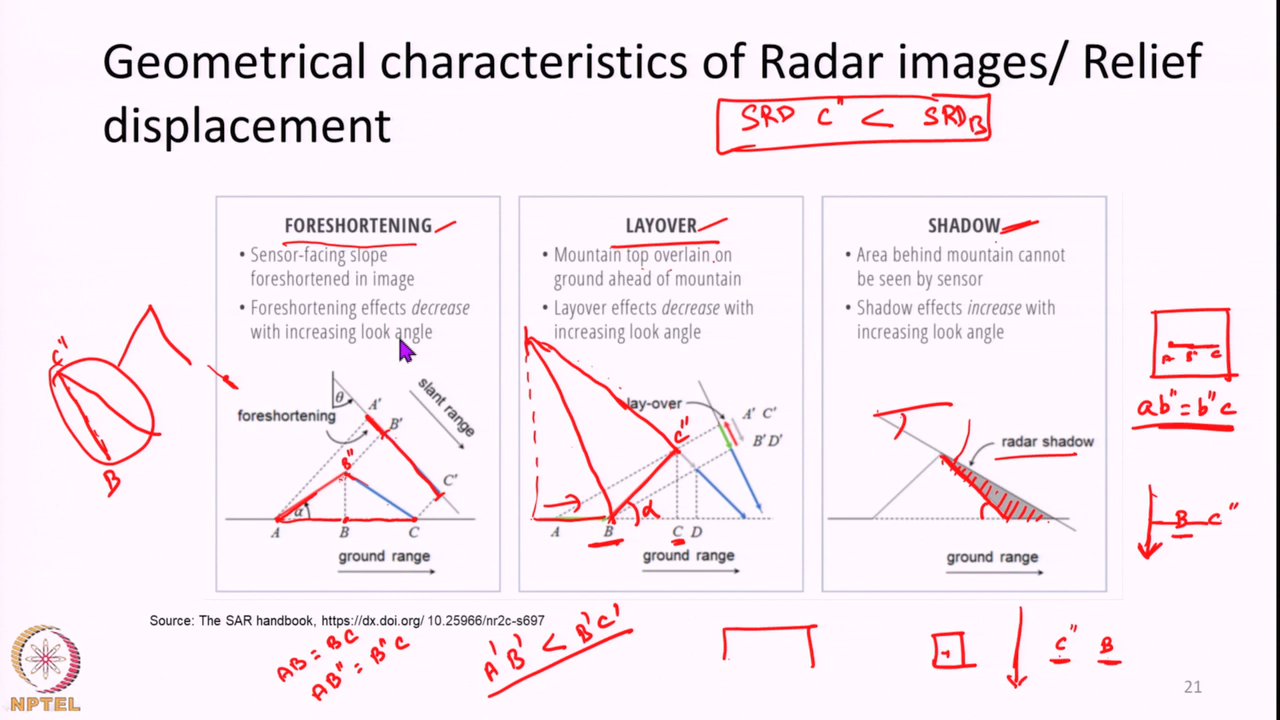 Geometrical characteristics of Radar images/ Relief
displacement
SRD C" < SRD_B
FORESHORTENING
• Sensor-facing slope
foreshortened in image
• Foreshortening effects decrease
with increasing look angle
θ
A'
B'
C'
slant range
foreshortening
B"
α
A B C
ground range
LAYOVER
• Mountain top overlain on
ground ahead of mountain
• Layover effects decrease with
increasing look angle
lay-over
A' C'
B' D'
C"
α
A B C D
ground range
SHADOW
• Area behind mountain cannot
be seen by sensor
• Shadow effects increase with
increasing look angle
radar shadow
ground range
C"
B
A B" C
ab" = b"c
B C"
Source: The SAR handbook, https://dx.doi.org/ 10.25966/nr2c-s697
AB = BC
AB" = B"C
A'B' < B'C'
C" B
NPTEL
21